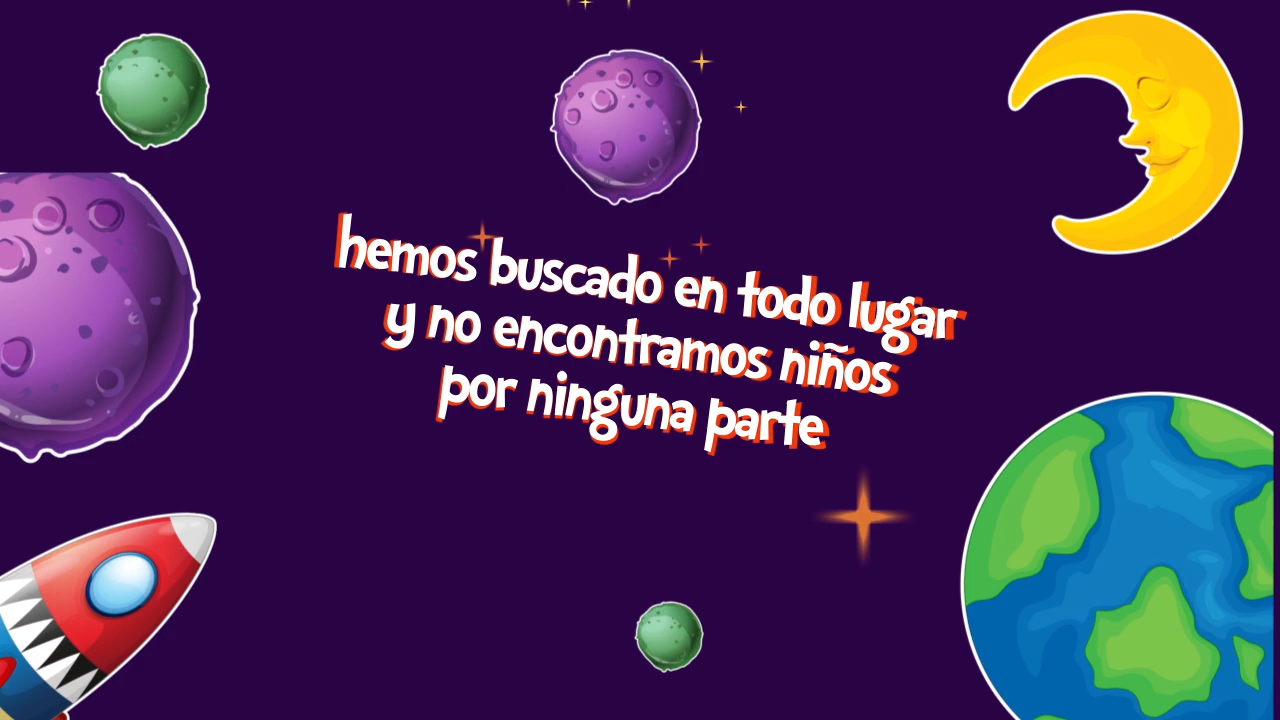 hemos buscado en todo lugar
y no encontramos niños
por ninguna parte